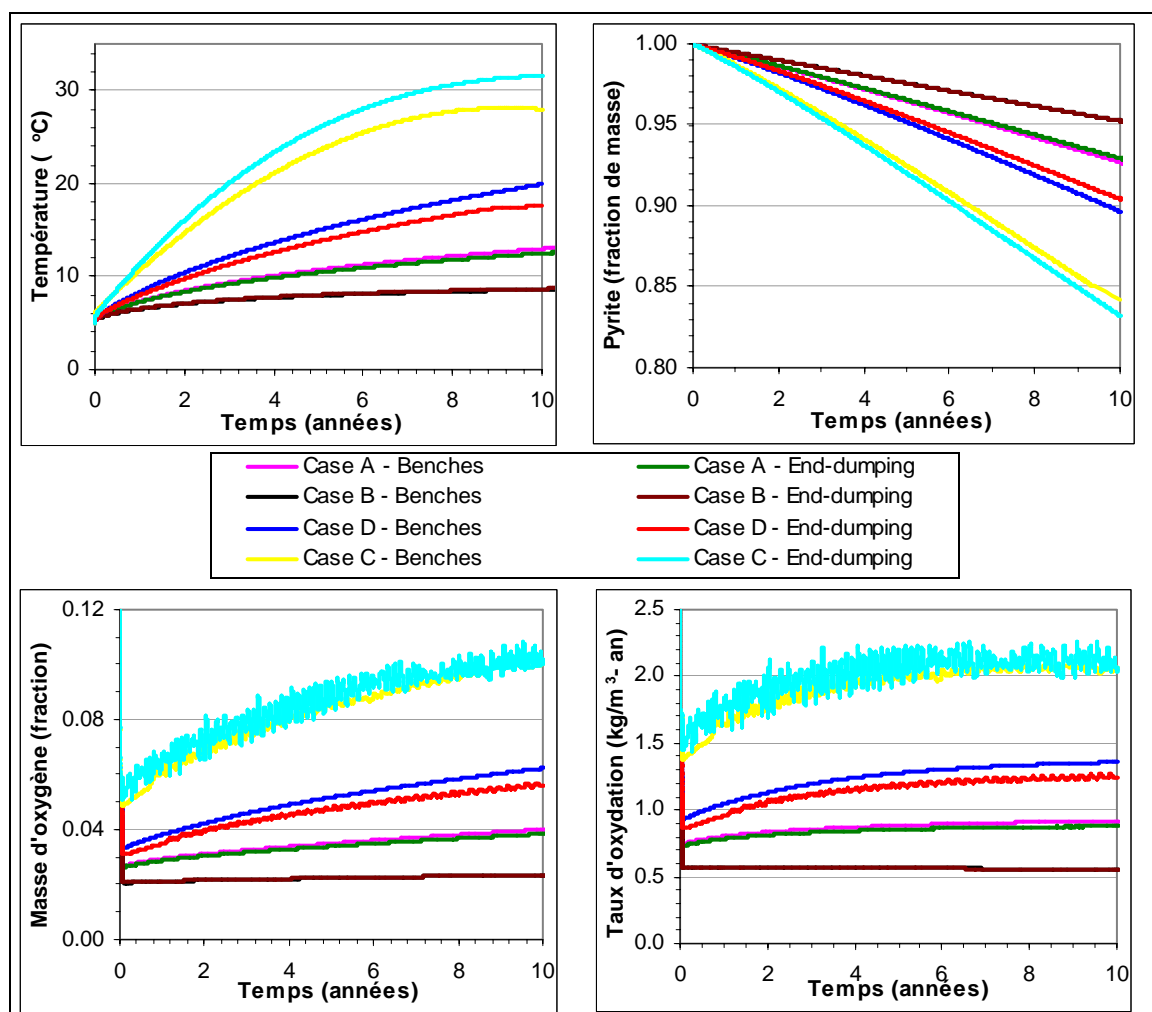 Température ( ºC)
30
20
10
0
0 2 4 6 8 10
Temps (années)
Pyrite (fraction de masse)
1.00
0.95
0.90
0.85
0.80
0 2 4 6 8 10
Temps (années)
Case A - Benches
Case A - End-dumping
Case B - Benches
Case B - End-dumping
Case D - Benches
Case D - End-dumping
Case C - Benches
Case C - End-dumping
Masse d'oxygène (fraction)
0.12
0.08
0.04
0.00
0 2 4 6 8 10
Temps (années)
Taux d'oxydation (kg/m³- an)
2.5
2.0
1.5
1.0
0.5
0.0
0 2 4 6 8 10
Temps (années)